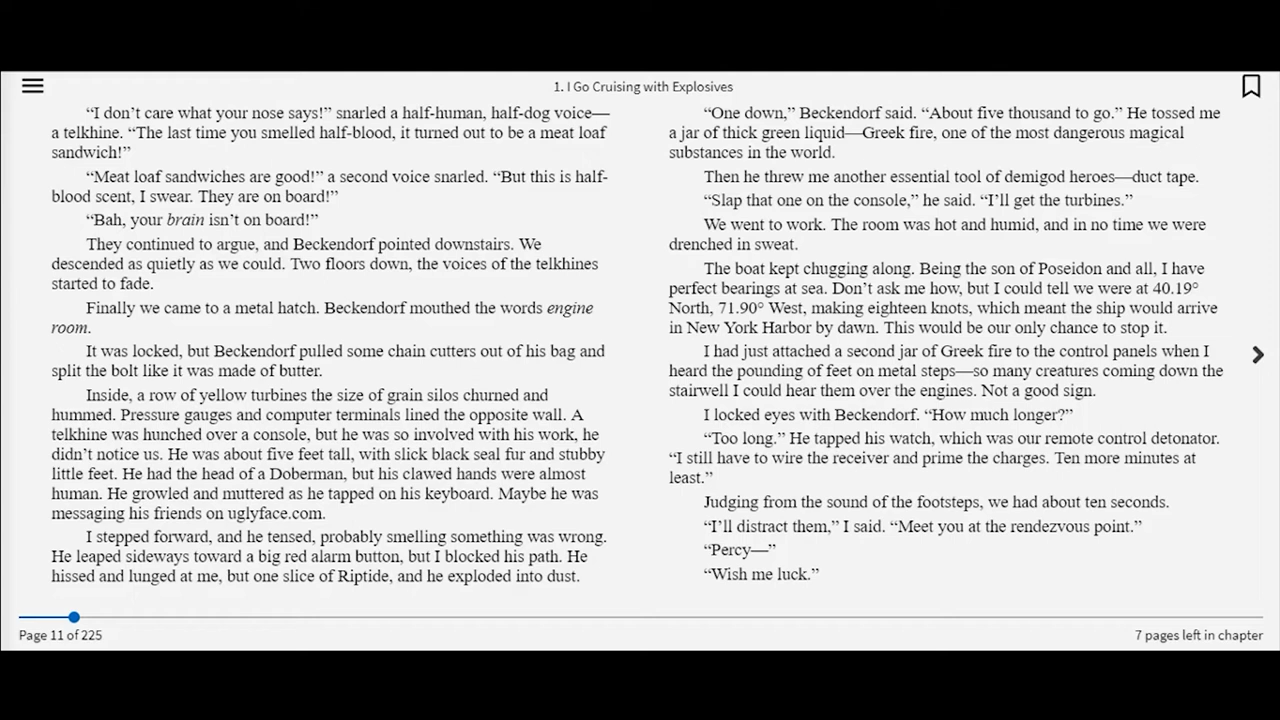 1. I Go Cruising with Explosives
“I don’t care what your nose says!” snarled a half-human, half-dog voice—
a telkhine. “The last time you smelled half-blood, it turned out to be a meat loaf
sandwich!”
“Meat loaf sandwiches are good!” a second voice snarled. “But this is half-
blood scent, I swear. They are on board!”
“Bah, your brain isn’t on board!”
They continued to argue, and Beckendorf pointed downstairs. We
descended as quietly as we could. Two floors down, the voices of the telkhines
started to fade.
Finally we came to a metal hatch. Beckendorf mouthed the words engine
room.
It was locked, but Beckendorf pulled some chain cutters out of his bag and
split the bolt like it was made of butter.
Inside, a row of yellow turbines the size of grain silos churned and
hummed. Pressure gauges and computer terminals lined the opposite wall. A
telkhine was hunched over a console, but he was so involved with his work, he
didn’t notice us. He was about five feet tall, with slick black seal fur and stubby
little feet. He had the head of a Doberman, but his clawed hands were almost
human. He growled and muttered as he tapped on his keyboard. Maybe he was
messaging his friends on uglyface.com.
I stepped forward, and he tensed, probably smelling something was wrong.
He leaped sideways toward a big red alarm button, but I blocked his path. He
hissed and lunged at me, but one slice of Riptide, and he exploded into dust.
“One down,” Beckendorf said. “About five thousand to go.” He tossed me
a jar of thick green liquid—Greek fire, one of the most dangerous magical
substances in the world.
Then he threw me another essential tool of demigod heroes—duct tape.
“Slap that one on the console,” he said. “I’ll get the turbines.”
We went to work. The room was hot and humid, and in no time we were
drenched in sweat.
The boat kept chugging along. Being the son of Poseidon and all, I have
perfect bearings at sea. Don’t ask me how, but I could tell we were at 40.19°
North, 71.90° West, making eighteen knots, which meant the ship would arrive
in New York Harbor by dawn. This would be our only chance to stop it.
I had just attached a second jar of Greek fire to the control panels when I
heard the pounding of feet on metal steps—so many creatures coming down the
stairwell I could hear them over the engines. Not a good sign.
I locked eyes with Beckendorf. “How much longer?”
“Too long.” He tapped his watch, which was our remote control detonator.
“I still have to wire the receiver and prime the charges. Ten more minutes at
least.”
Judging from the sound of the footsteps, we had about ten seconds.
“I’ll distract them,” I said. “Meet you at the rendezvous point.”
“Percy—”
“Wish me luck.”
Page 11 of 225
7 pages left in chapter